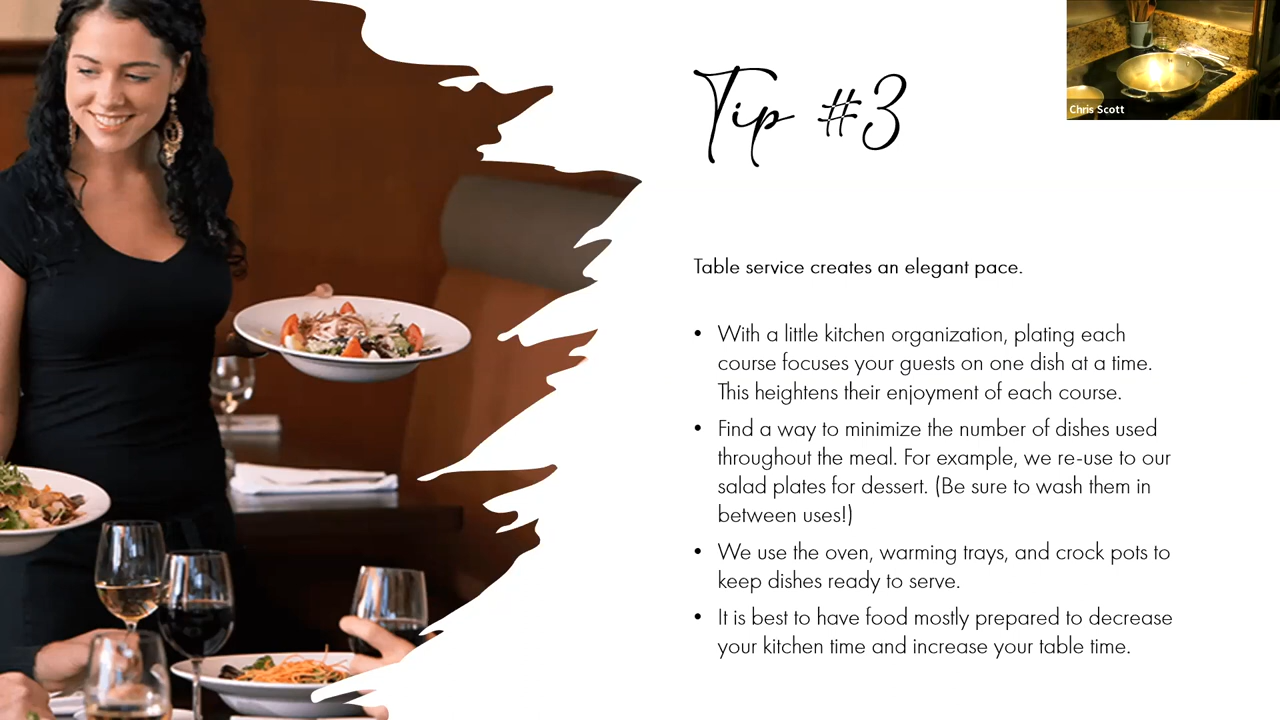 Tip #3
Chris Scott
Table service creates an elegant pace.
• With a little kitchen organization, plating each
course focuses your guests on one dish at a time.
This heightens their enjoyment of each course.
• Find a way to minimize the number of dishes used
throughout the meal. For example, we re-use to our
salad plates for dessert. (Be sure to wash them in
between uses!)
• We use the oven, warming trays, and crock pots to
keep dishes ready to serve.
• It is best to have food mostly prepared to decrease
your kitchen time and increase your table time.